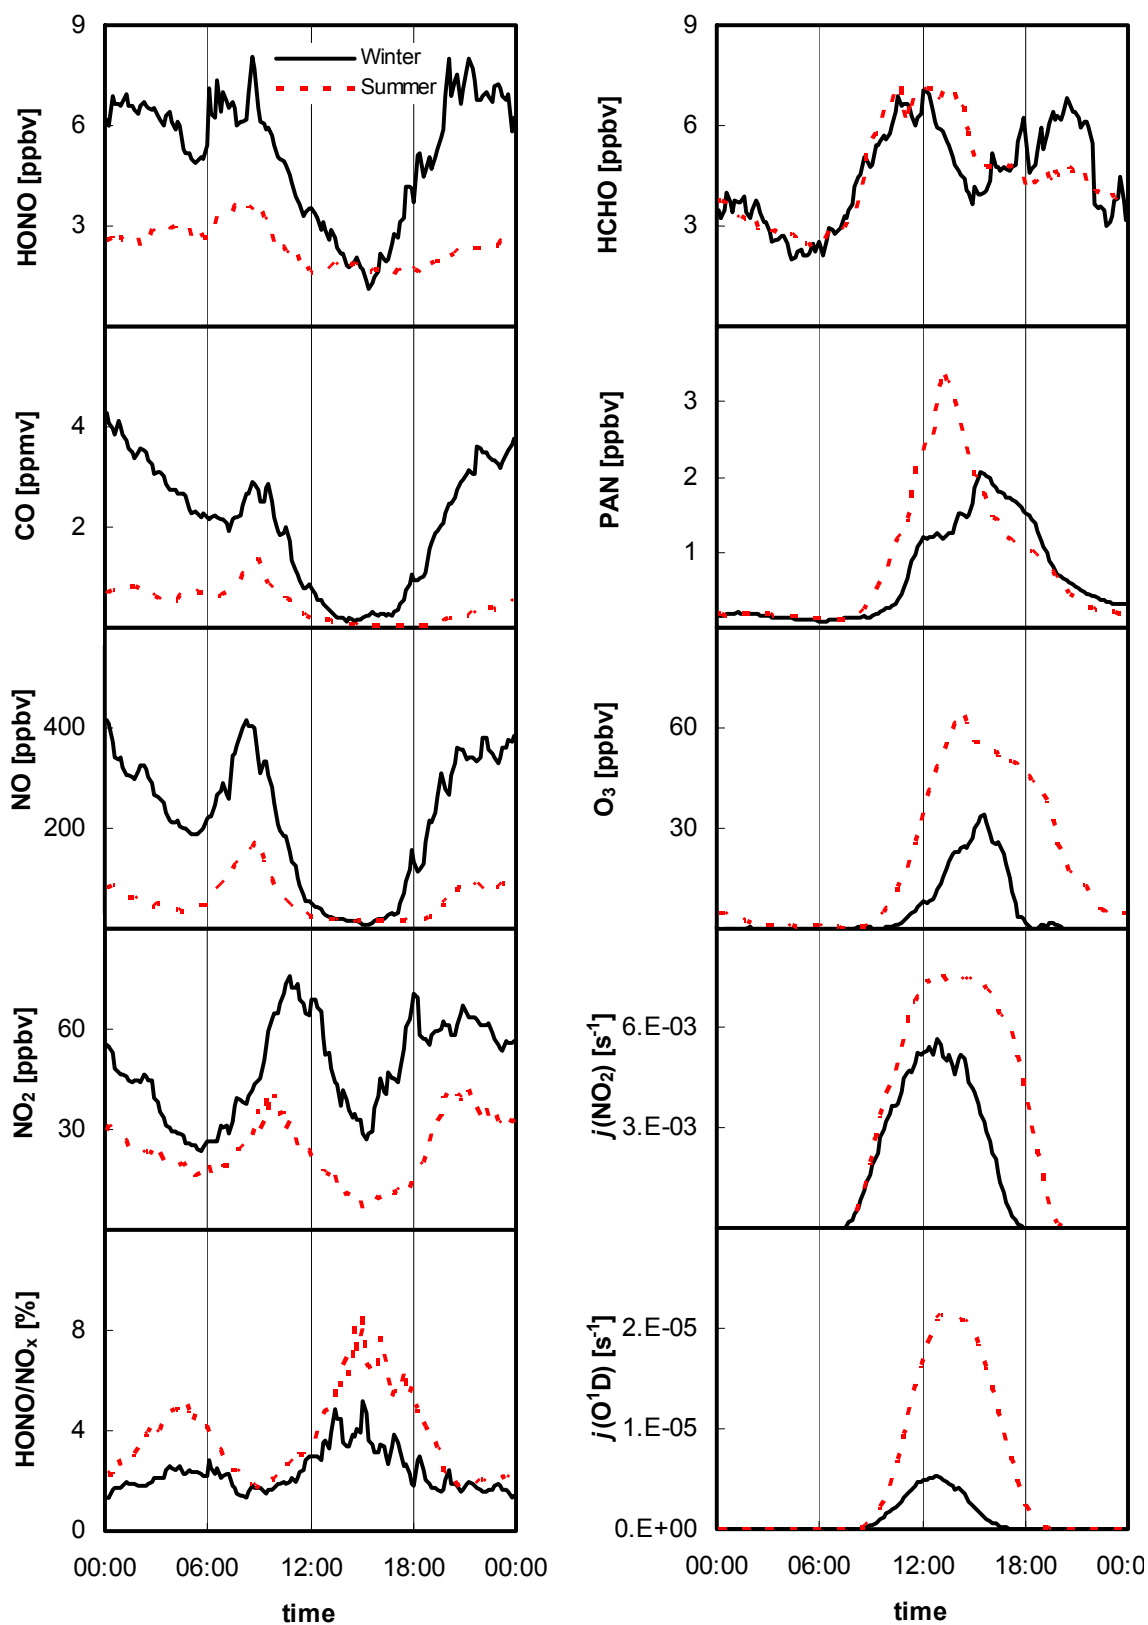 9
6
3
HONO [ppbv]
Winter
Summer
4
2
CO [ppmv]
400
200
NO [ppbv]
60
30
NO₂ [ppbv]
8
4
0
HONO/NOₓ [%]
00:00 06:00 12:00 18:00 00:00
time
9
6
3
HCHO [ppbv]
3
2
1
PAN [ppbv]
60
30
O₃ [ppbv]
6.E-03
3.E-03
j(NO₂) [s⁻¹]
2.E-05
1.E-05
0.E+00
j(O¹D) [s⁻¹]
00:00 06:00 12:00 18:00 00:0
time